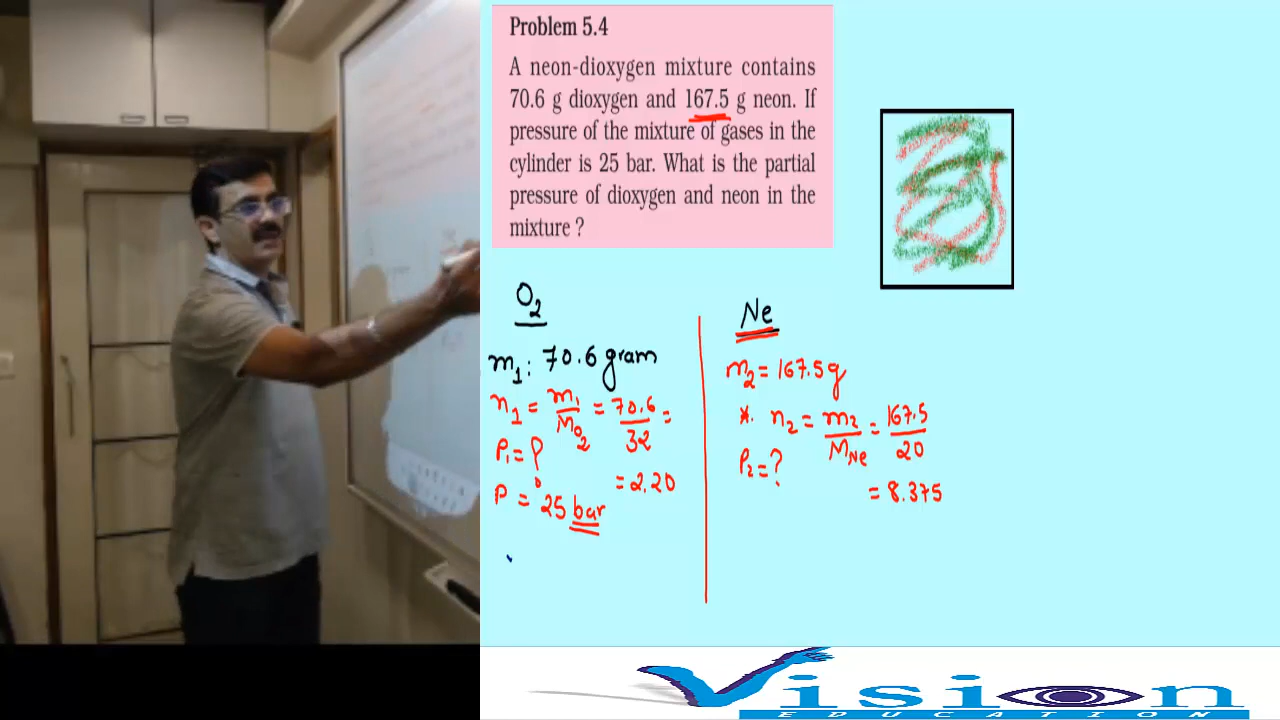 Problem 5.4
A neon-dioxygen mixture contains
70.6 g dioxygen and 167.5 g neon. If
pressure of the mixture of gases in the
cylinder is 25 bar. What is the partial
pressure of dioxygen and neon in the
mixture ?
O₂
m₁: 70.6 gram
n₁ = m₁/M_O₂ = 70.6/32 =
= 2.20
P₁ = ?
P = 25 bar
Ne
m₂ = 167.5g
* n₂ = m₂/M_Ne = 167.5/20
= 8.375
P₂ = ?
Vision
EDUCATION